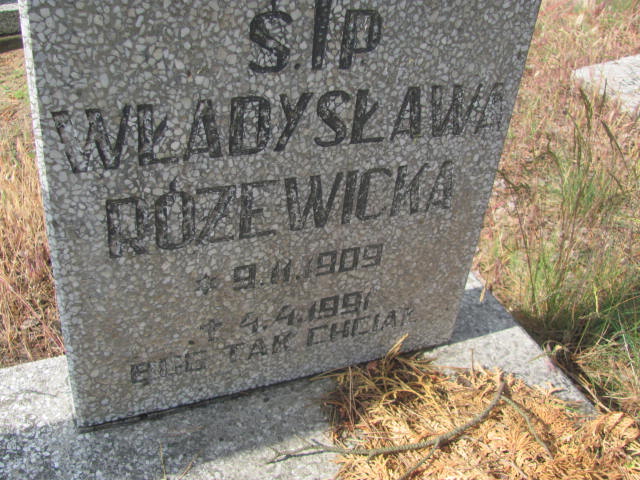 Ś.†P
WŁADYSŁAWA
RÓŻEWICKA
* 9.11.1909
† 4.4.1991
BÓG TAK CHCIAŁ